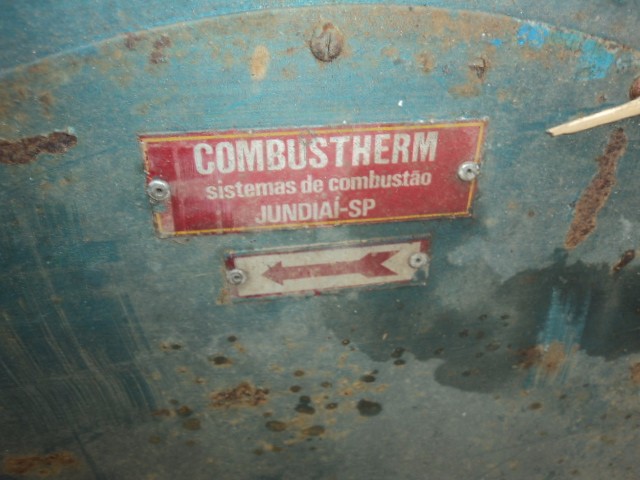 COMBUSTHERM
sistemas de combustão
JUNDIAÍ-SP